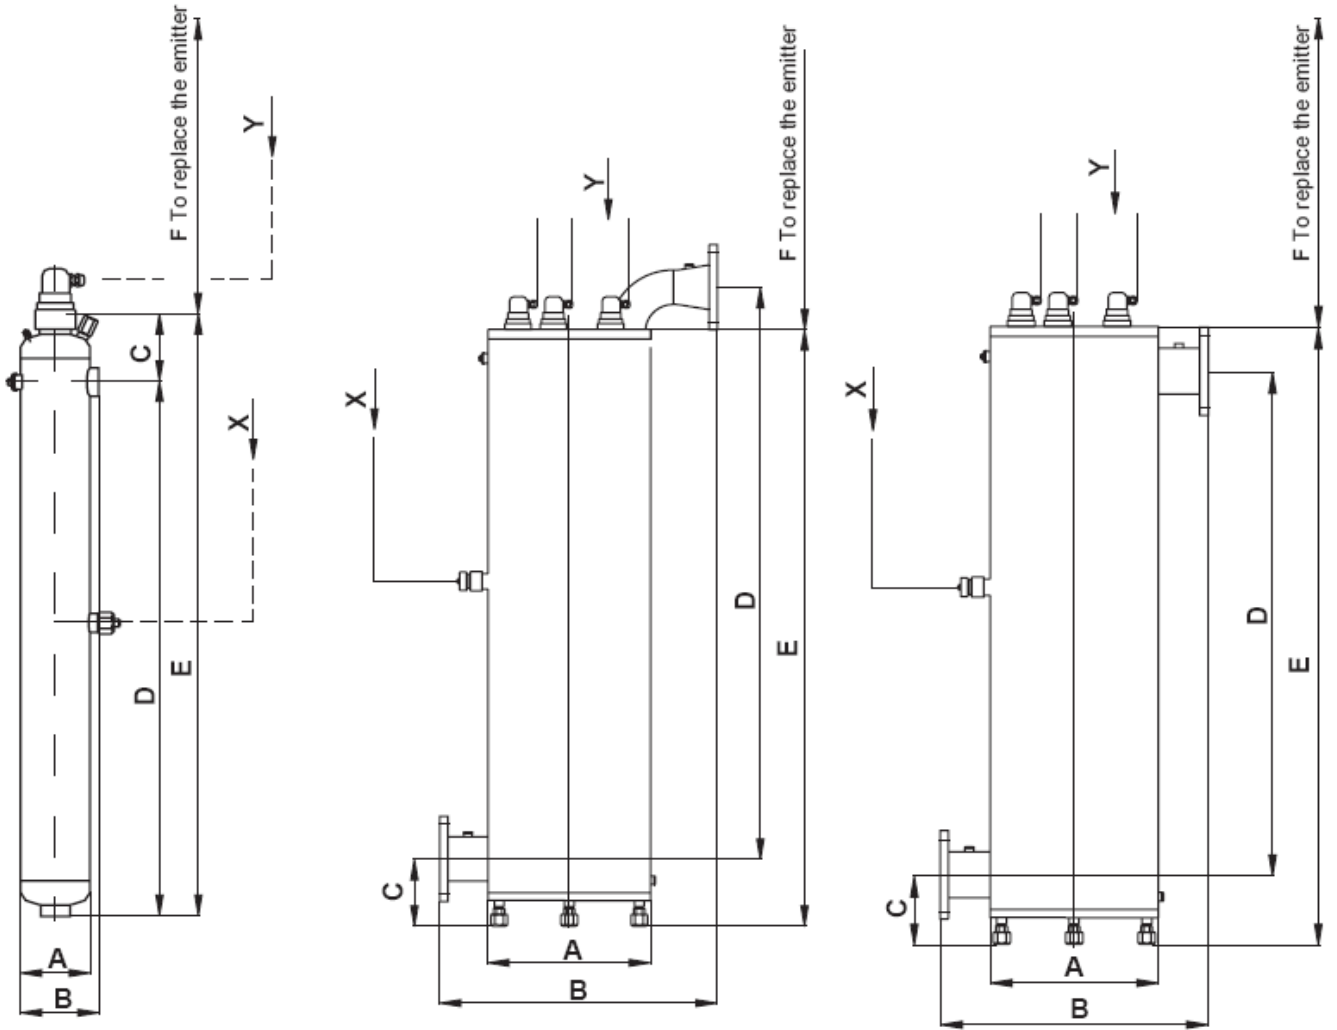 F To replace the emitter
Y
C
X
D
E
A
B
F To replace the emitter
Y
X
D
E
C
A
B
F To replace the emitter
Y
X
D
E
C
A
B